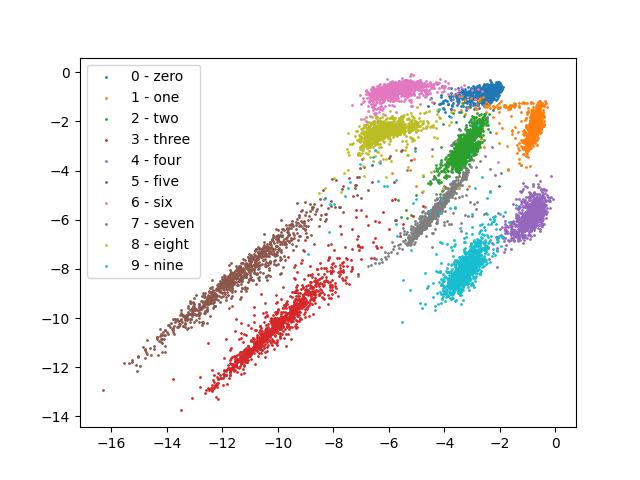 0 - zero
1 - one
2 - two
3 - three
4 - four
5 - five
6 - six
7 - seven
8 - eight
9 - nine
0
−2
−4
−6
−8
−10
−12
−14
−16 −14 −12 −10 −8 −6 −4 −2 0